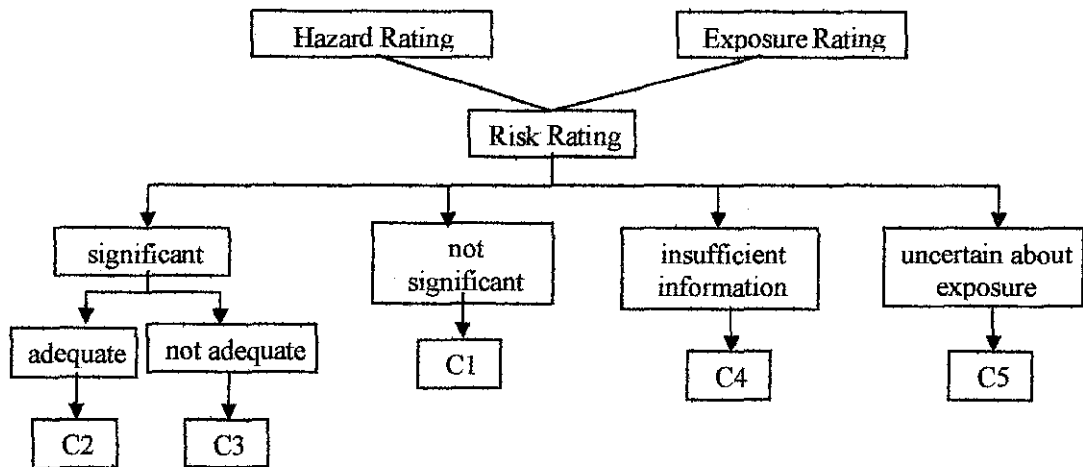 Hazard Rating
Exposure Rating
Risk Rating
significant
not
significant
insufficient
information
uncertain about
exposure
adequate
not adequate
C1
C4
C5
C2
C3